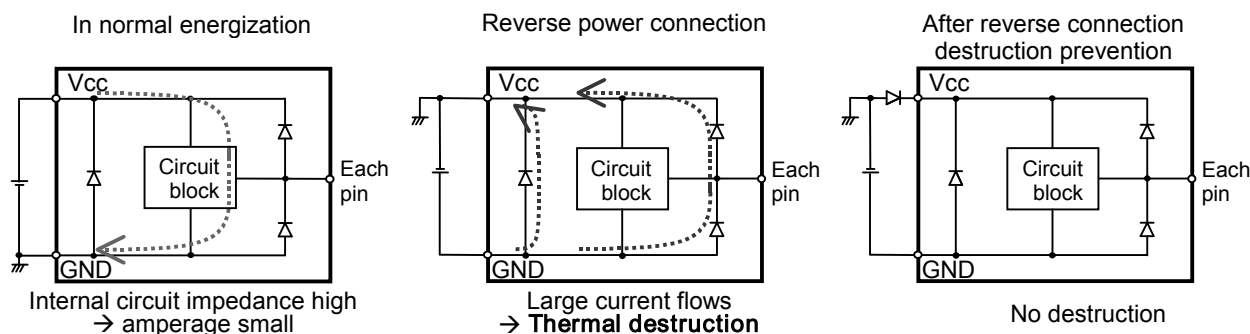 In normal energization
Vcc
Circuit
block
Each
pin
GND
Internal circuit impedance high
→ amperage small
Reverse power connection
Vcc
Circuit
block
Each
pin
GND
Large current flows
→ Thermal destruction
After reverse connection
destruction prevention
Vcc
Circuit
block
Each
pin
GND
No destruction